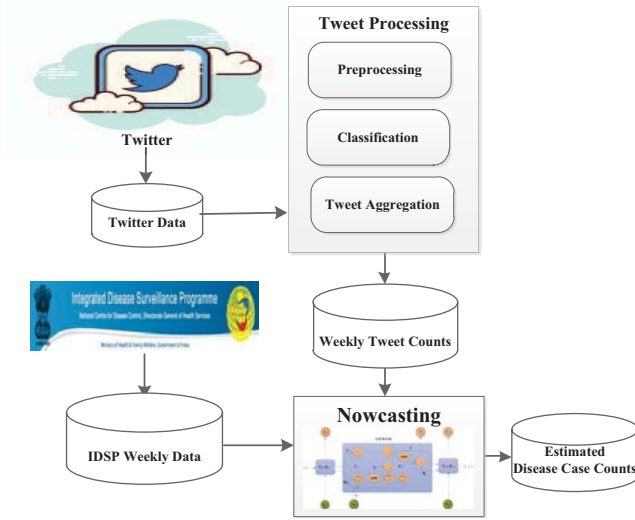 Tweet Processing
Preprocessing
Classification
Tweet Aggregation
Twitter
Twitter Data
Integrated Disease Surveillance Programme
National Centre for Disease Control, Directorate General of Health Services
Ministry of Health & Family Welfare, Government of India
Weekly Tweet Counts
IDSP Weekly Data
Nowcasting
Estimated
Disease Case Counts